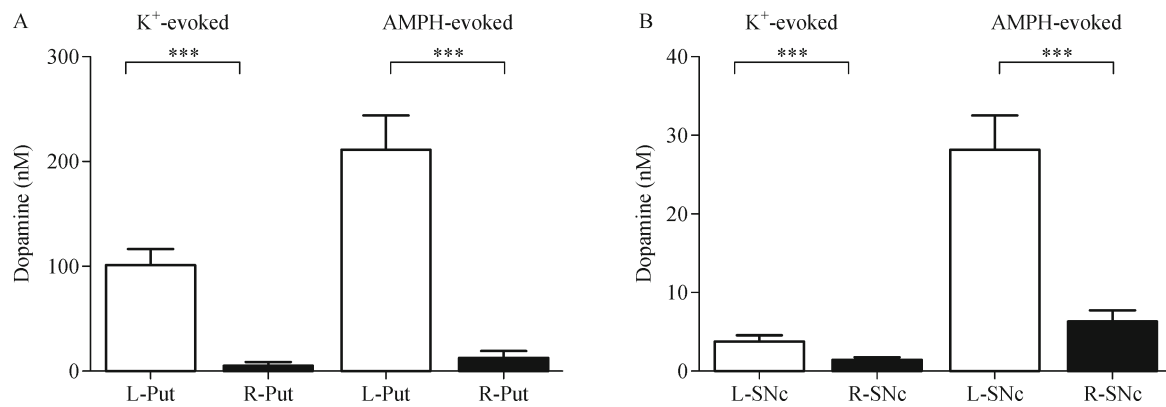 A
K⁺-evoked
AMPH-evoked
***
***
300
200
100
0
Dopamine (nM)
L-Put
R-Put
L-Put
R-Put
B
K⁺-evoked
AMPH-evoked
***
***
40
30
20
10
0
Dopamine (nM)
L-SNc
R-SNc
L-SNc
R-SNc